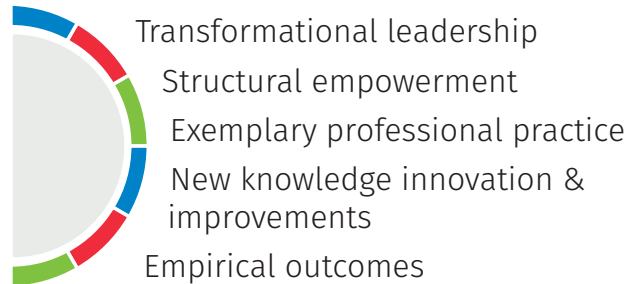 Transformational leadership
Structural empowerment
Exemplary professional practice
New knowledge innovation &
improvements
Empirical outcomes